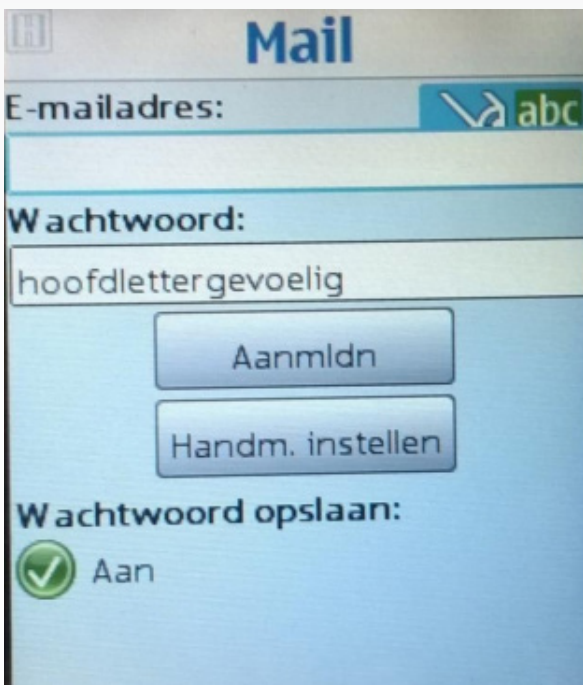 Mail
E-mailadres:
abc
Wachtwoord:
hoofdlettergevoelig
Aanmldn
Handm. instellen
Wachtwoord opslaan:
Aan